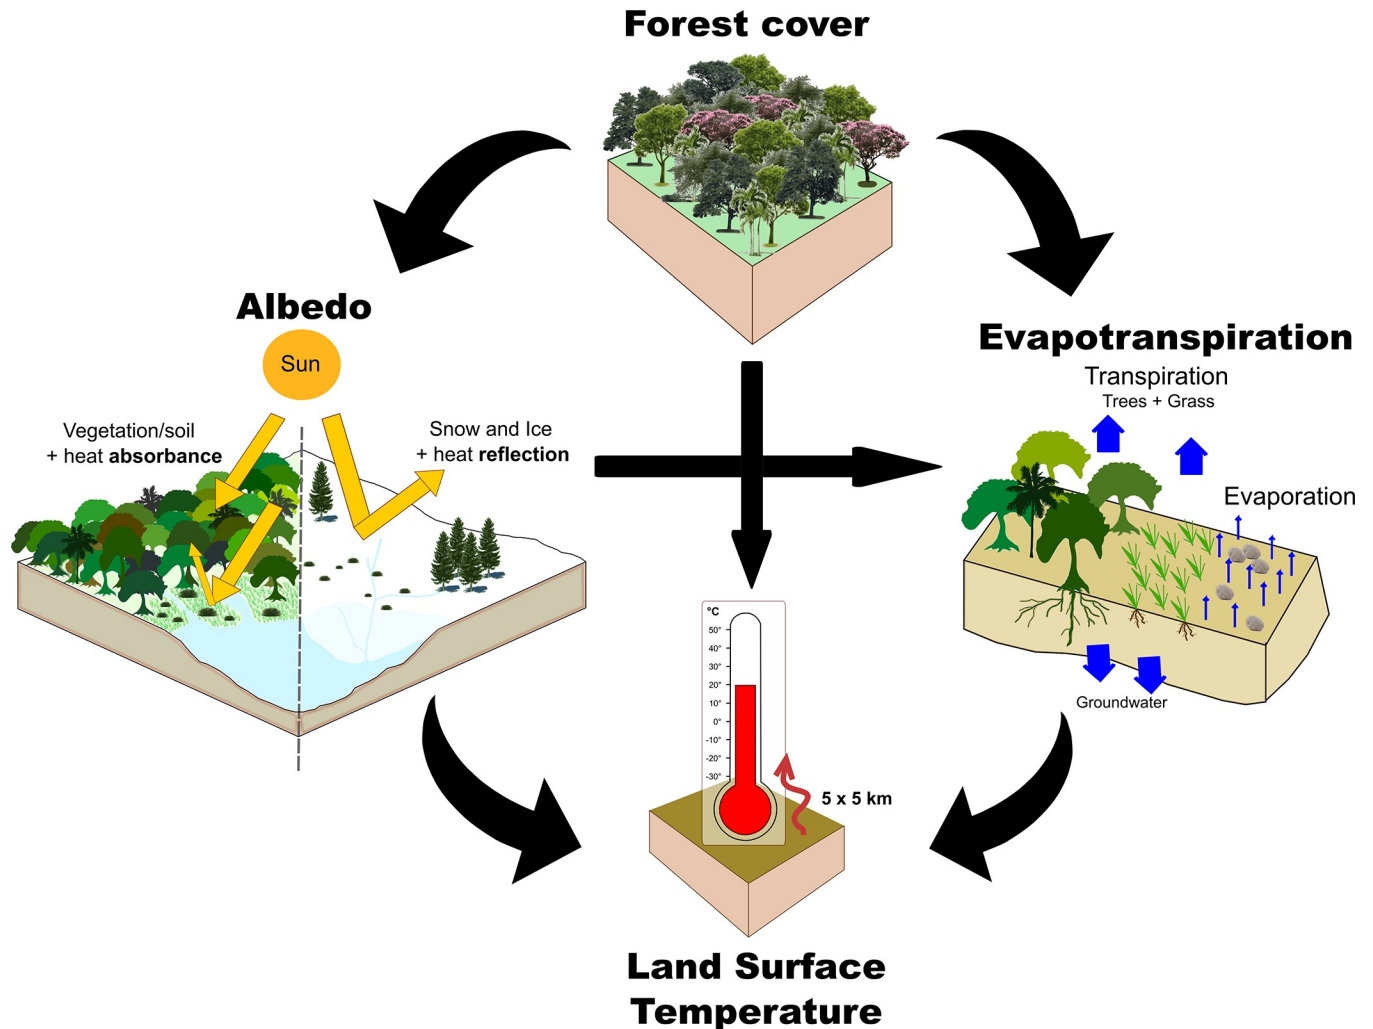 Forest cover
Albedo
Sun
Vegetation/soil
+ heat absorbance
Snow and Ice
+ heat reflection
Evapotranspiration
Transpiration
Trees + Grass
Evaporation
Groundwater
°C
50°
40°
30°
20°
10°
0°
-10°
-20°
-30°
5 x 5 km
Land Surface
Temperature